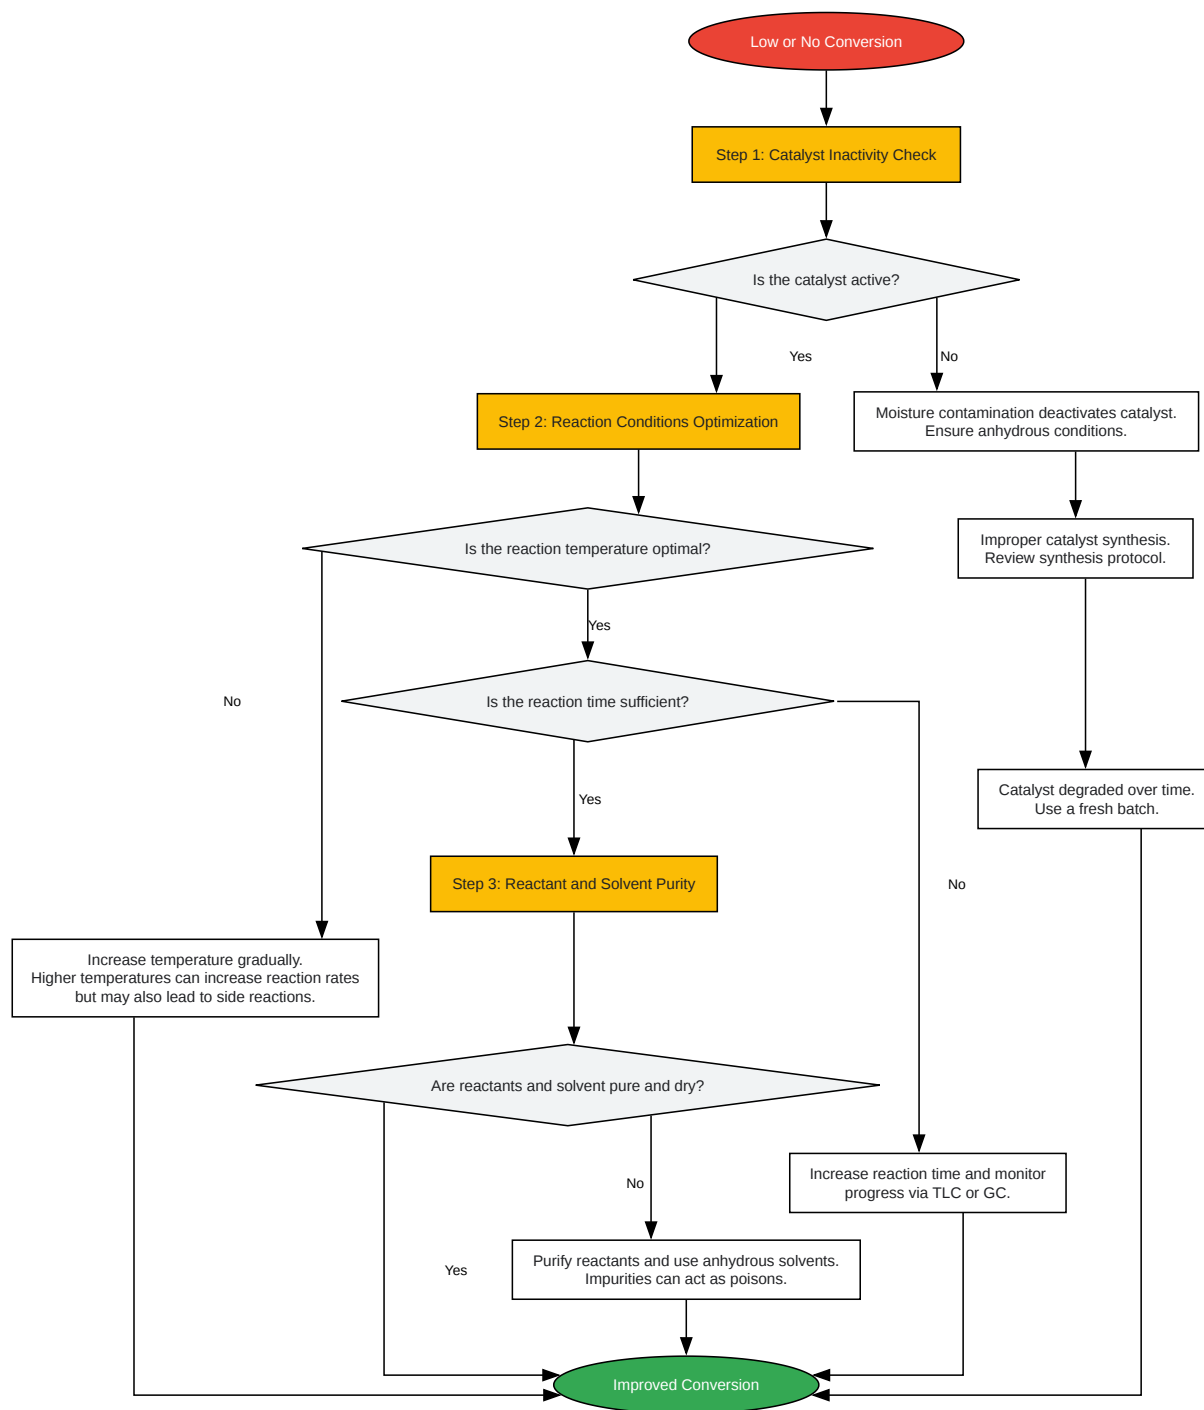 Low or No Conversion
Step 1: Catalyst Inactivity Check
Is the catalyst active?
Yes
No
Step 2: Reaction Conditions Optimization
Moisture contamination deactivates catalyst.
Ensure anhydrous conditions.
Is the reaction temperature optimal?
Improper catalyst synthesis.
Review synthesis protocol.
Yes
No
Is the reaction time sufficient?
Yes
Catalyst degraded over time.
Use a fresh batch.
Step 3: Reactant and Solvent Purity
No
Increase temperature gradually.
Higher temperatures can increase reaction rates
but may also lead to side reactions.
Are reactants and solvent pure and dry?
No
Increase reaction time and monitor
progress via TLC or GC.
Yes
Purify reactants and use anhydrous solvents.
Impurities can act as poisons.
Improved Conversion